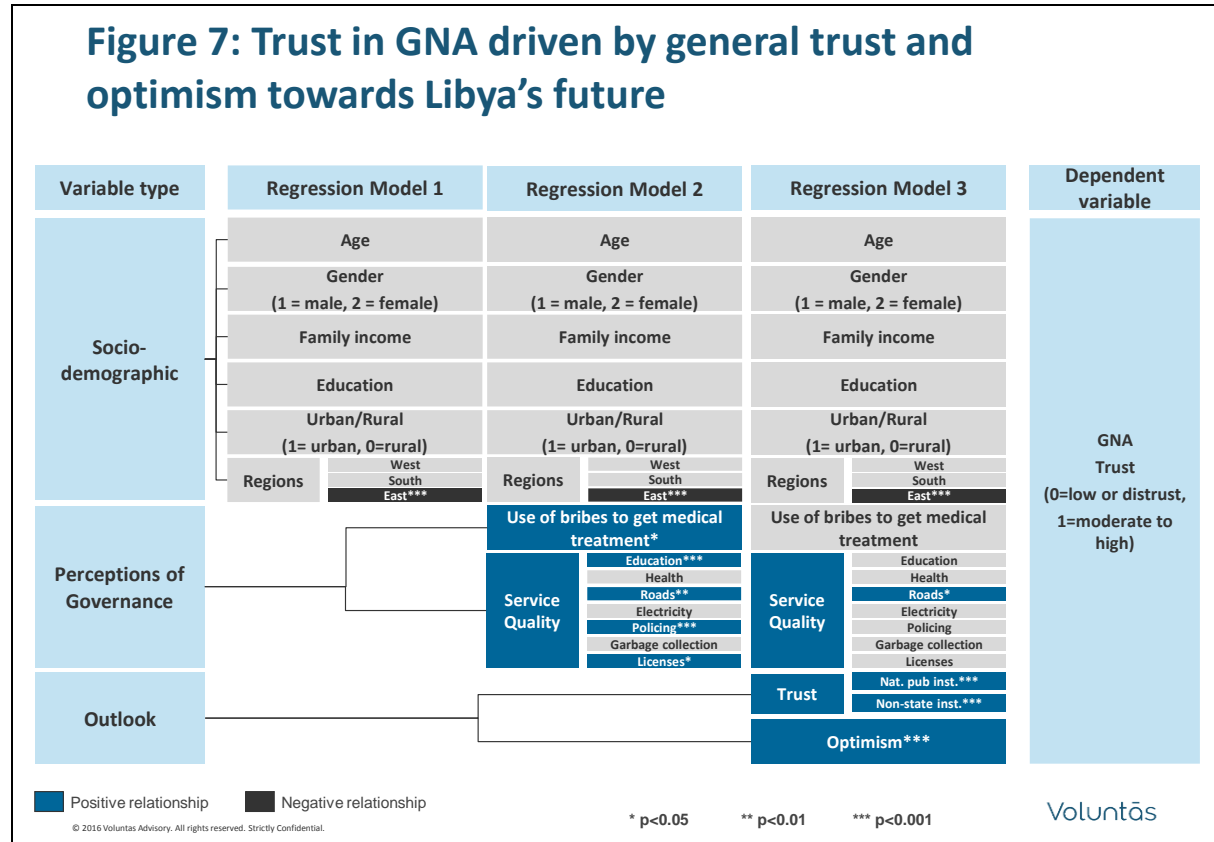 Figure 7: Trust in GNA driven by general trust and
optimism towards Libya's future
Variable type
Regression Model 1
Regression Model 2
Regression Model 3
Dependent
variable
Socio-
demographic
Age
Age
Age
Gender
(1 = male, 2 = female)
Gender
(1 = male, 2 = female)
Gender
(1 = male, 2 = female)
Family income
Family income
Family income
Education
Education
Education
Urban/Rural
(1= urban, 0=rural)
Urban/Rural
(1= urban, 0=rural)
Urban/Rural
(1= urban, 0=rural)
Regions
West
South
East***
Regions
West
South
East***
Regions
West
South
East***
GNA
Trust
(0=low or distrust,
1=moderate to
high)
Perceptions of
Governance
Use of bribes to get medical
treatment*
Use of bribes to get medical
treatment
Service
Quality
Education***
Health
Roads**
Electricity
Policing***
Garbage collection
Licenses*
Service
Quality
Education
Health
Roads*
Electricity
Policing
Garbage collection
Licenses
Outlook
Trust
Nat. pub inst.***
Non-state inst.***
Optimism***
Positive relationship
Negative relationship
* p<0.05
** p<0.01
*** p<0.001
Voluntās
© 2016 Voluntas Advisory. All rights reserved. Strictly Confidential.